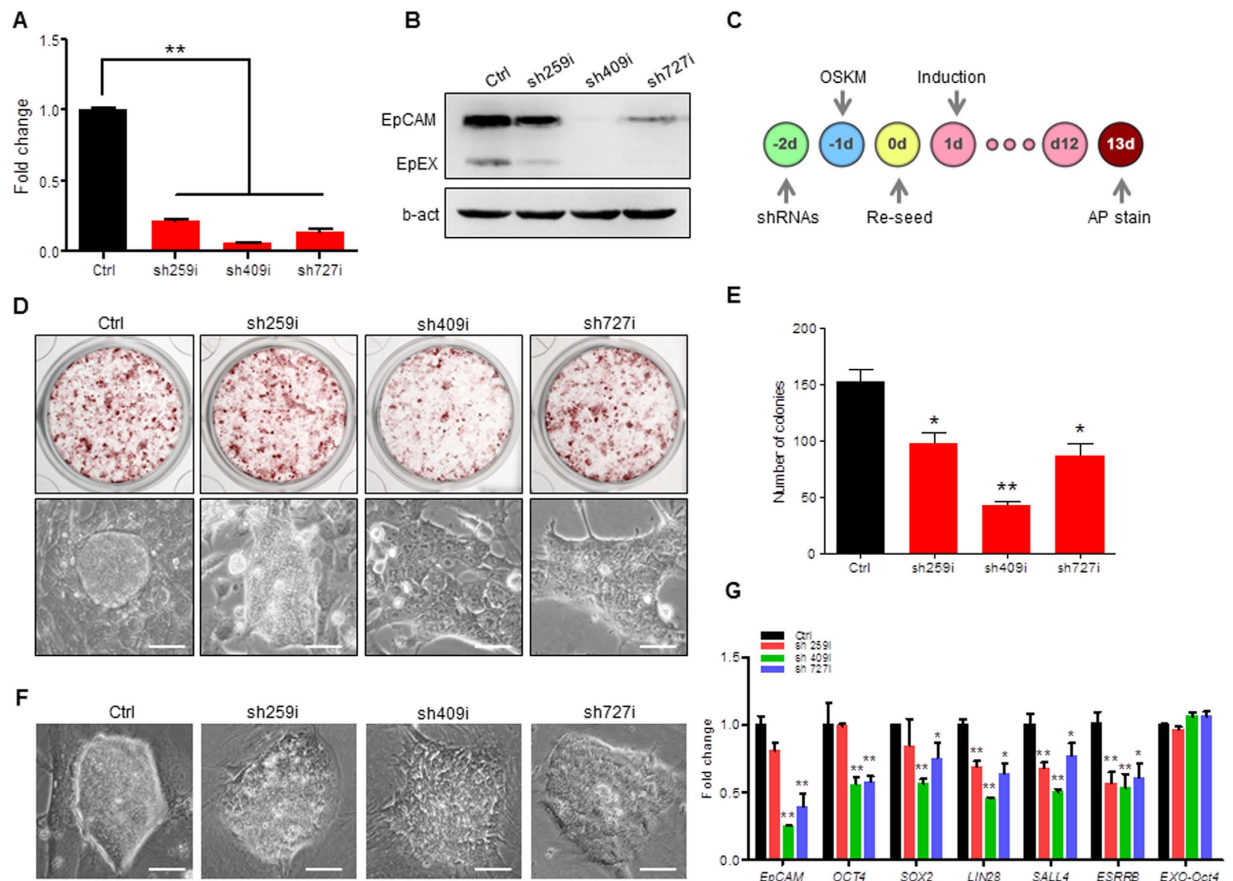 A
**
Fold change
1.5
1.0
0.5
0.0
Ctrl sh259i sh409i sh727i
B
Ctrl sh259i sh409i sh727i
EpCAM
EpEX
b-act
C
OSKM Induction
-2d -1d 0d 1d d12 13d
shRNAs Re-seed AP stain
D
Ctrl sh259i sh409i sh727i
E
Number of colonies
200
150
100
50
0
* ** *
Ctrl sh259i sh409i sh727i
F
Ctrl sh259i sh409i sh727i
G
Ctrl
sh 259I
sh 409I
sh 727I
Fold change
1.5
1.0
0.5
0.0
** ** ** ** ** * ** ** * ** ** * ** ** *
EpCAM OCT4 SOX2 LIN28 SALL4 ESRRB EXO-Oct4